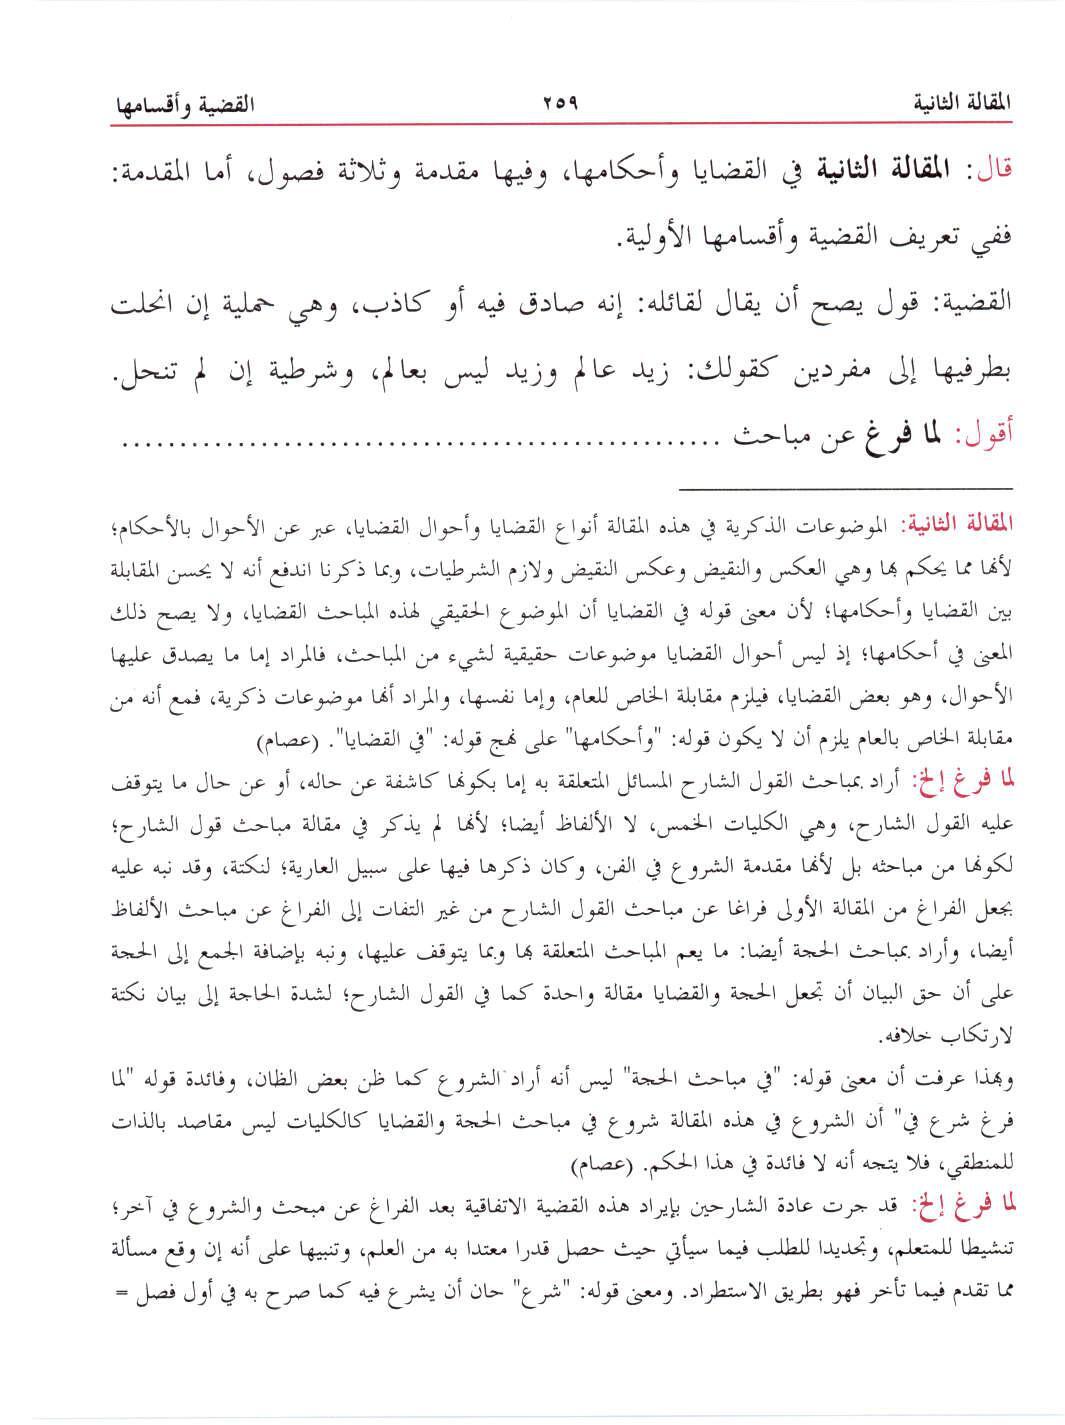 المقالة الثانية ٢٥٩ القضية وأقسامها
قال: المقالة الثانية في القضايا وأحكامها، وفيها مقدمة وثلاثة فصول، أما المقدمة:
ففي تعريف القضية وأقسامها الأولية.
القضية: قول يصح أن يقال لقائله: إنه صادق فيه أو كاذب، وهي حملية إن انحلت
بطرفيها إلى مفردين كقولك: زيد عالم وزيد ليس بعالم، وشرطية إن لم تنحل.
أقول: لما فرغ عن مباحث ............................................................
المقالة الثانية: الموضوعات الذكرية في هذه المقالة أنواع القضايا وأحوال القضايا، عبر عن الأحوال بالأحكام؛
لأنها مما يحكم بها وهي العكس والنقيض وعكس النقيض ولازم الشرطيات، وبما ذكرنا اندفع أنه لا يحسن المقابلة
بين القضايا وأحكامها؛ لأن معنى قوله في القضايا أن الموضوع الحقيقي لهذه المباحث القضايا، ولا يصح ذلك
المعنى في أحكامها؛ إذ ليس أحوال القضايا موضوعات حقيقية لشيء من المباحث، فالمراد إما ما يصدق عليها
الأحوال، وهو بعض القضايا، فيلزم مقابلة الخاص للعام، وإما نفسها، والمراد أنها موضوعات ذكرية، فمع أنه من
مقابلة الخاص بالعام يلزم أن لا يكون قوله: "وأحكامها" على نهج قوله: "في القضايا". (عصام)
لما فرغ إلخ: أراد بمباحث القول الشارح المسائل المتعلقة به إما بكونها كاشفة عن حاله، أو عن حال ما يتوقف
عليه القول الشارح، وهي الكليات الخمس، لا الألفاظ أيضا؛ لأنها لم يذكر في مقالة مباحث قول الشارح؛
لكونها من مباحثه بل لأنها مقدمة الشروع في الفن، وكان ذكرها فيها على سبيل العارية؛ لنكتة، وقد نبه عليه
بجعل الفراغ من المقالة الأولى فراغا عن مباحث القول الشارح من غير التفات إلى الفراغ عن مباحث الألفاظ
أيضا، وأراد بمباحث الحجة أيضا: ما يعم المباحث المتعلقة بها وبما يتوقف عليها، ونبه بإضافة الجمع إلى الحجة
على أن حق البيان أن تجعل الحجة والقضايا مقالة واحدة كما في القول الشارح؛ لشدة الحاجة إلى بيان نكتة
لارتكاب خلافه.
وبهذا عرفت أن معنى قوله: "في مباحث الحجة" ليس أنه أراد الشروع كما ظن بعض الظان، وفائدة قوله "لما
فرغ شرع في" أن الشروع في هذه المقالة شروع في مباحث الحجة والقضايا كالكليات ليس مقاصد بالذات
للمنطقي، فلا يتجه أنه لا فائدة في هذا الحكم. (عصام)
لما فرغ إلخ: قد جرت عادة الشارحين بإيراد هذه القضية الاتفاقية بعد الفراغ عن مبحث والشروع في آخر؛
تنشيطا للمتعلم، وتجديدا للطلب فيما سيأتي حيث حصل قدرا معتدا به من العلم، وتنبيها على أنه إن وقع مسألة
مما تقدم فيما تأخر فهو بطريق الاستطراد. ومعنى قوله: "شرع" حان أن يشرع فيه كما صرح به في أول فصل =